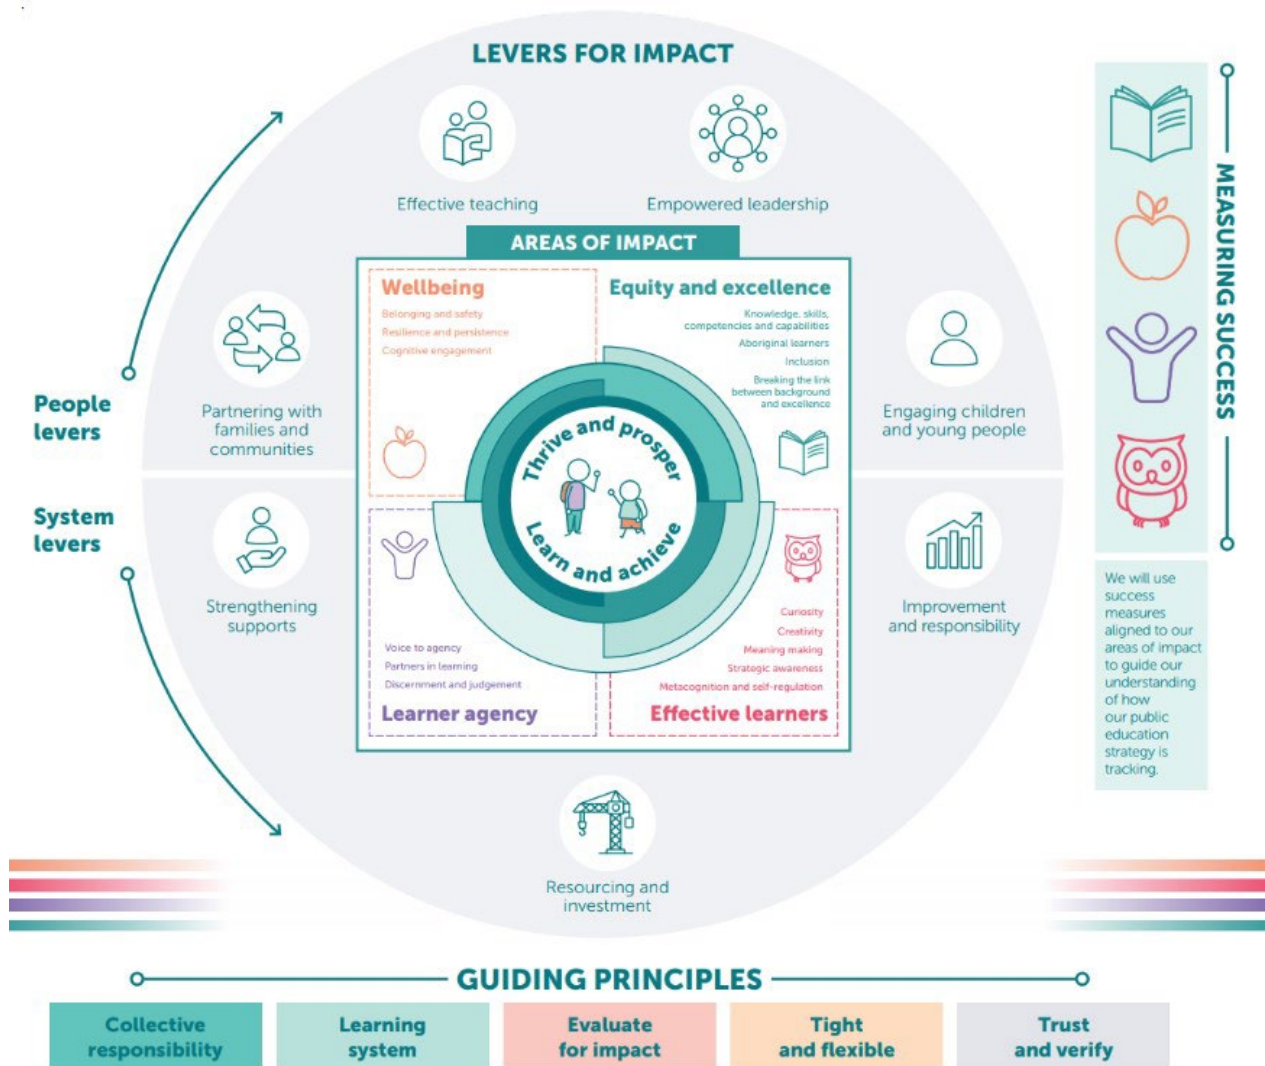 LEVERS FOR IMPACT
Effective teaching
Empowered leadership
AREAS OF IMPACT
Wellbeing
Belonging and safety
Resilience and persistence
Cognitive engagement
Equity and excellence
Knowledge, skills,
competencies and capabilities
Aboriginal learners
Inclusion
Breaking the link
between background
and excellence
People
levers
Partnering with
families and
communities
Engaging children
and young people
Thrive and prosper
Learn and achieve
System
levers
Strengthening
supports
Improvement
and responsibility
Voice to agency
Partners in learning
Discernment and judgement
Learner agency
Curiosity
Creativity
Meaning making
Strategic awareness
Metacognition and self-regulation
Effective learners
Resourcing and
investment
MEASURING SUCCESS
We will use
success
measures
aligned to our
areas of impact
to guide our
understanding
of how
our public
education
strategy is
tracking.
GUIDING PRINCIPLES
Collective
responsibility
Learning
system
Evaluate
for impact
Tight
and flexible
Trust
and verify